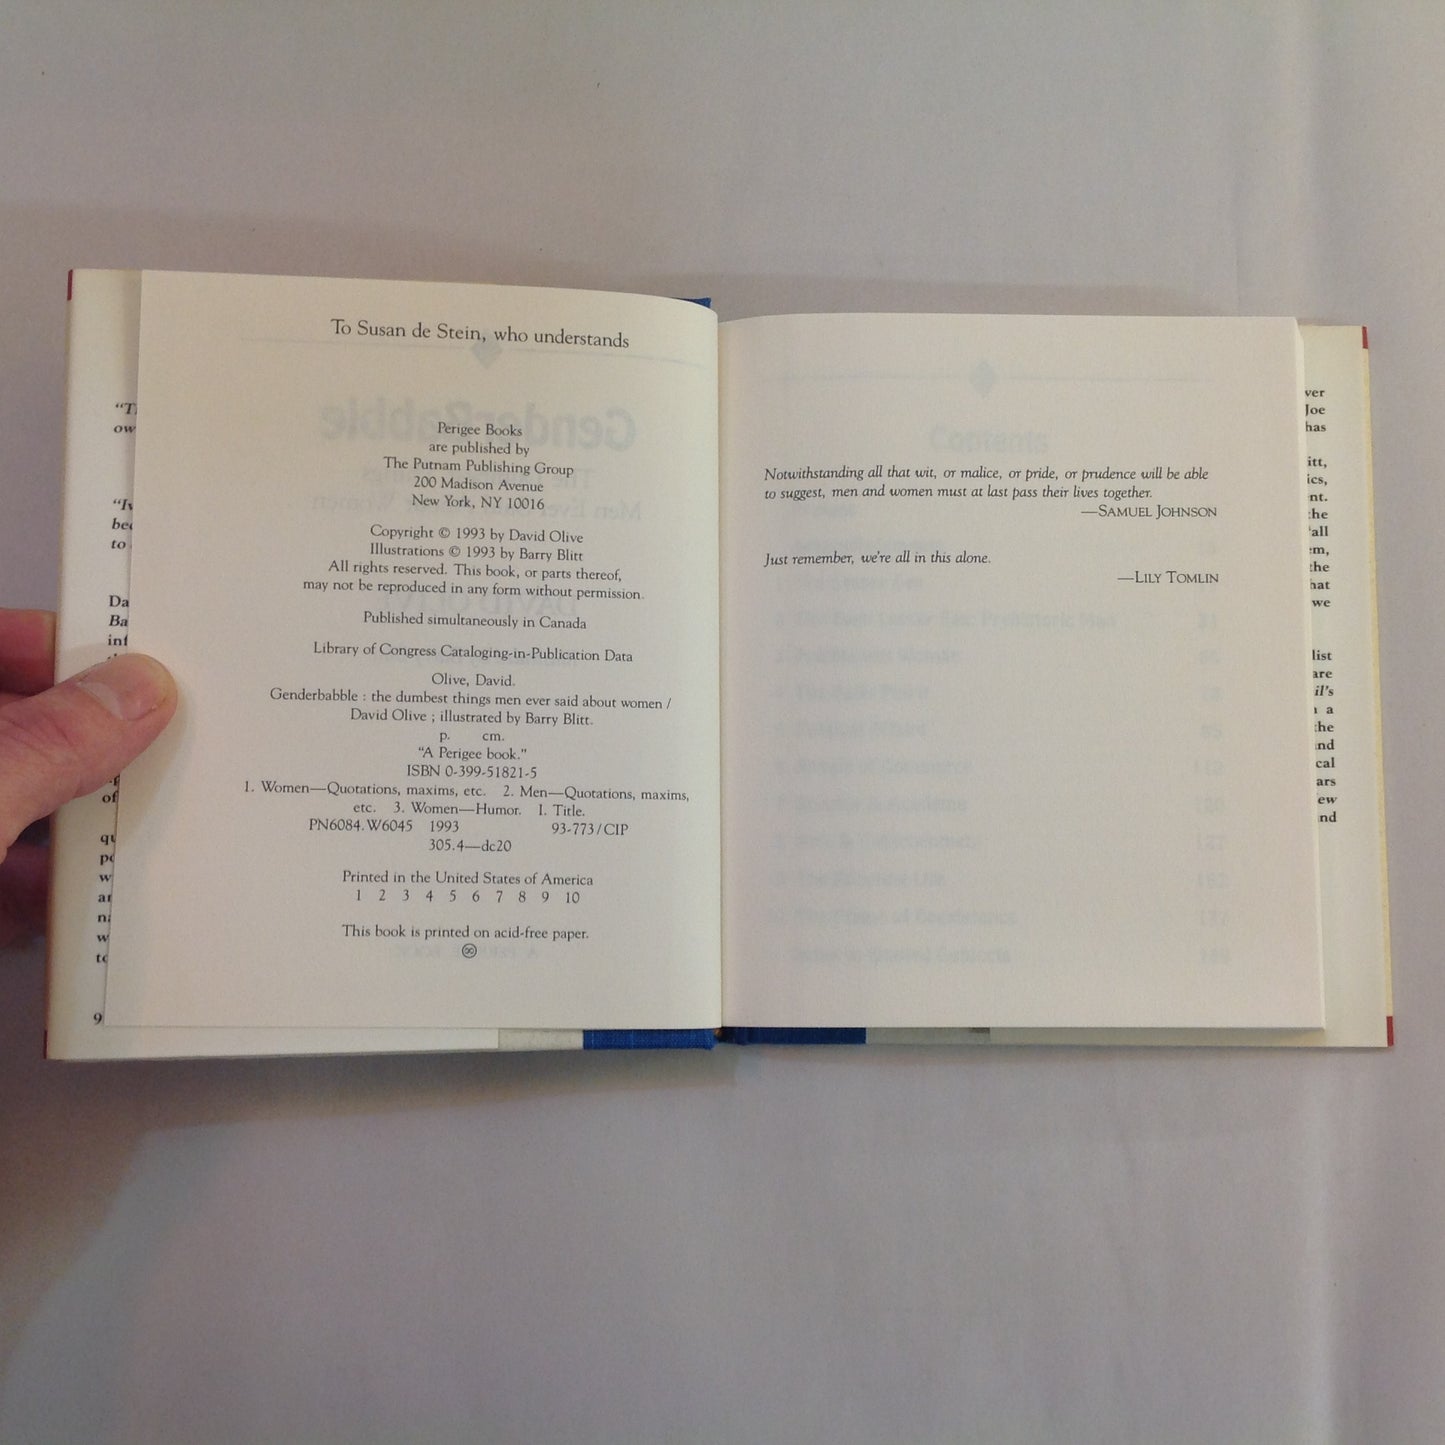 To Susan de Stein, who understands
Perigee Books
are published by
The Putnam Publishing Group
200 Madison Avenue
New York, NY 10016
Copyright © 1993 by David Olive
Illustrations © 1993 by Barry Blitt
All rights reserved. This book, or parts thereof,
may not be reproduced in any form without permission.
Published simultaneously in Canada
Library of Congress Cataloging-in-Publication Data
Olive, David.
Genderbabble : the dumbest things men ever said about women /
David Olive ; illustrated by Barry Blitt.
p. cm.
"A Perigee book."
ISBN 0-399-51821-5
1. Women—Quotations, maxims, etc. 2. Men—Quotations, maxims,
etc. 3. Women—Humor. I. Title.
PN6084.W6045 1993 93-773/CIP
305.4—dc20
Printed in the United States of America
1 2 3 4 5 6 7 8 9 10
This book is printed on acid-free paper.
Notwithstanding all that wit, or malice, or pride, or prudence will be able
to suggest, men and women must at last pass their lives together.
—SAMUEL JOHNSON
Just remember, we're all in this alone.
—LILY TOMLIN